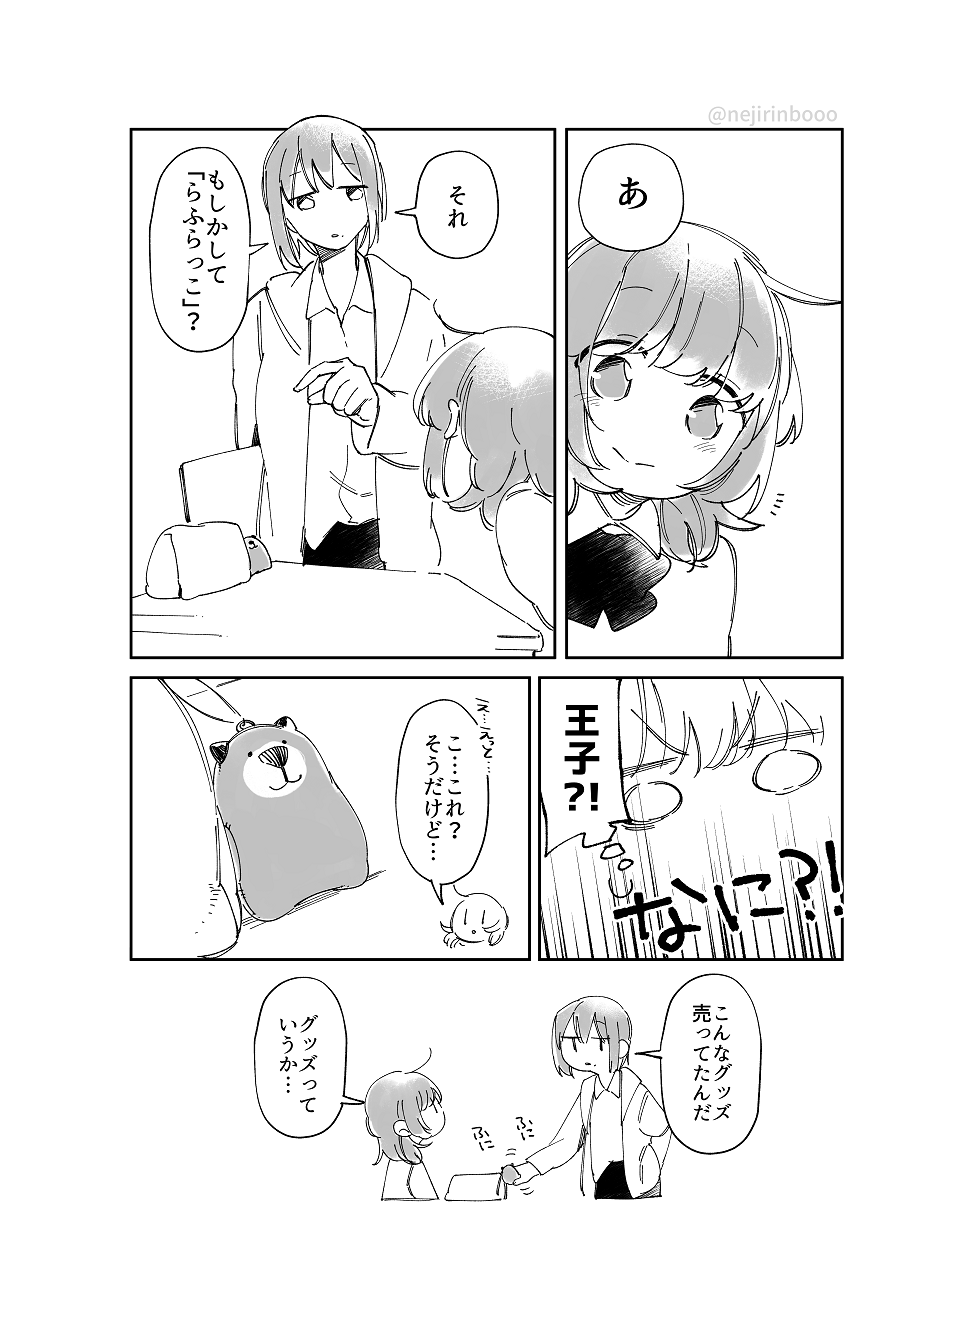 @nejirinbooo
あ
それ
もしかして
「らふらっこ」？
王子?!
なに?!
え…えっと…
こ…これ？
そうだけど…
こんなグッズ
売ってたんだ
ふに
ふに
グッズって
いうか…